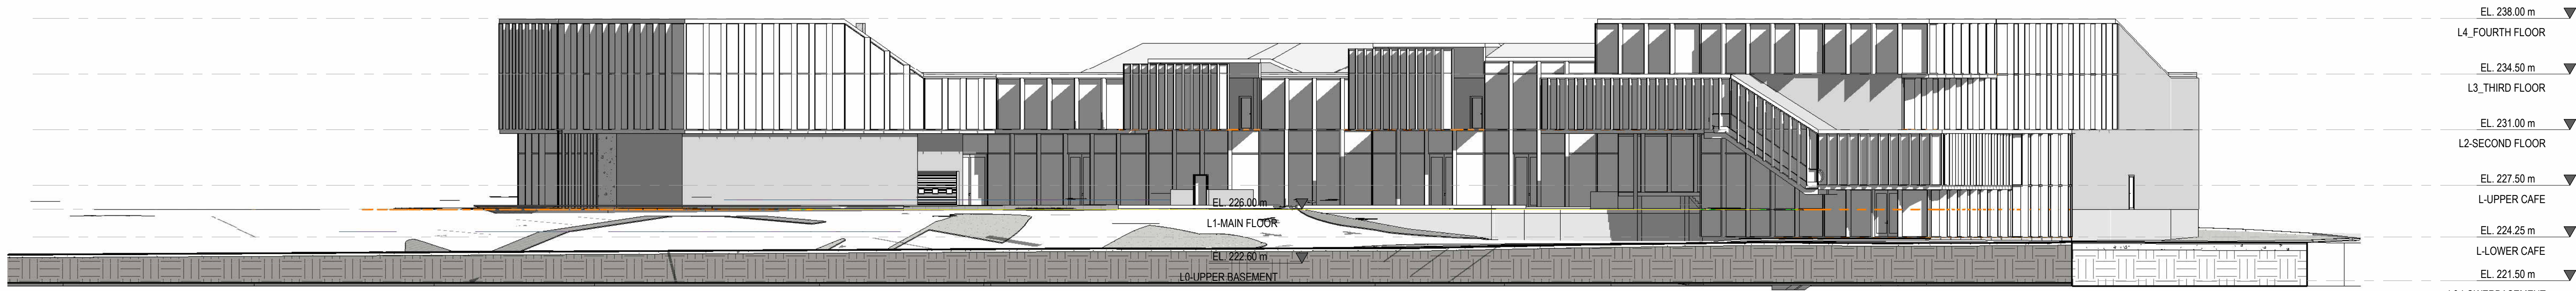 EL. 238.00 m
L4_FOURTH FLOOR
EL. 234.50 m
L3_THIRD FLOOR
EL. 231.00 m
L2-SECOND FLOOR
EL. 227.50 m
L-UPPER CAFE
EL. 226.00 m
L1-MAIN FLOOR
EL. 224.25 m
L-LOWER CAFE
EL. 222.60 m
L0-UPPER BASEMENT
EL. 221.50 m